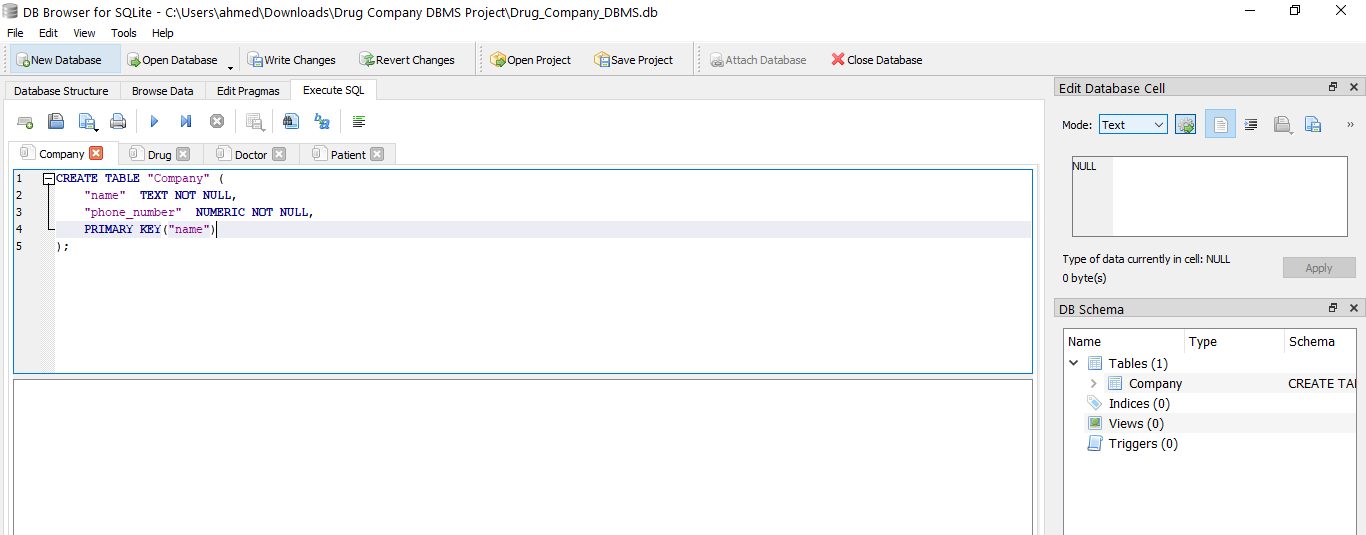 DB Browser for SQLite - C:\Users\ahmed\Downloads\Drug Company DBMS Project\Drug_Company_DBMS.db
File Edit View Tools Help
New Database Open Database Write Changes Revert Changes Open Project Save Project Attach Database Close Database
Database Structure Browse Data Edit Pragmas Execute SQL
Company Drug Doctor Patient
1 CREATE TABLE "Company" (
2 "name" TEXT NOT NULL,
3 "phone_number" NUMERIC NOT NULL,
4 PRIMARY KEY("name")
5 );
Edit Database Cell
Mode: Text
NULL
Type of data currently in cell: NULL
0 byte(s)
Apply
DB Schema
Name Type Schema
Tables (1)
Company CREATE TAI
Indices (0)
Views (0)
Triggers (0)